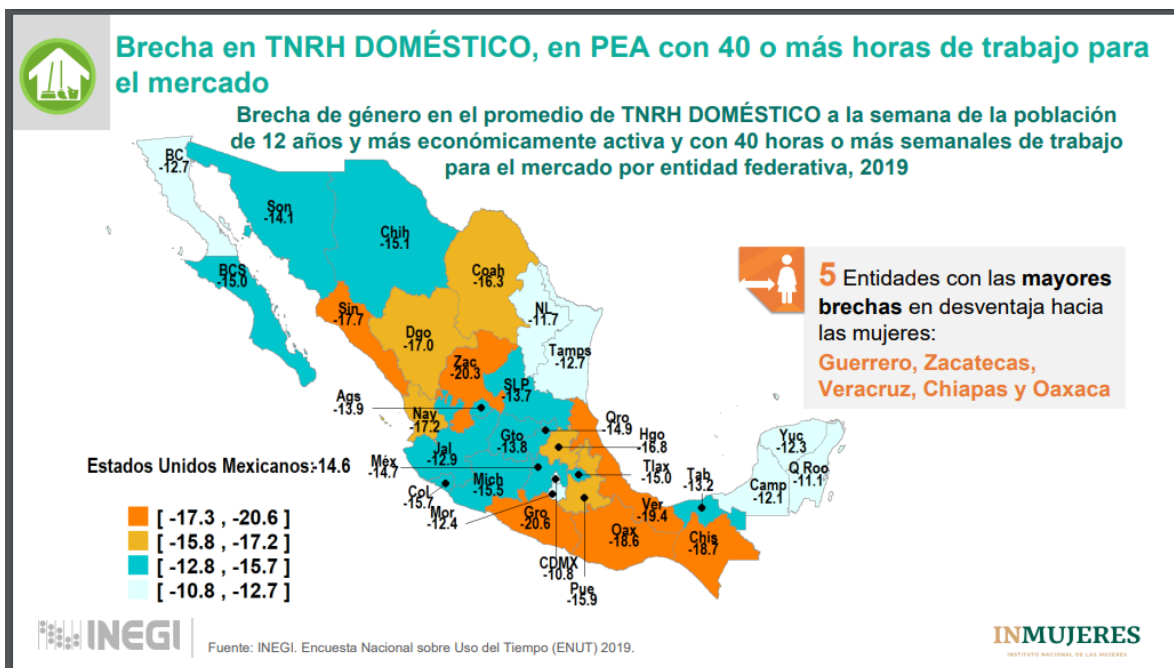 Brecha en TNRH DOMÉSTICO, en PEA con 40 o más horas de trabajo para
el mercado
Brecha de género en el promedio de TNRH DOMÉSTICO a la semana de la población
de 12 años y más económicamente activa y con 40 horas o más semanales de trabajo
para el mercado por entidad federativa, 2019
BC
-12.7
Son
-14.1
Chih
-15.1
BCS
-15.0
Coah
-16.3
Sin
-17.7
Dgo
-17.0
NL
-11.7
Tamps
-12.7
Zac
-20.3
SLP
-13.7
Ags
-13.9
Nay
-17.2
Qro
-14.9
Hgo
-16.8
Gto
-13.8
Jal
-12.9
Estados Unidos Mexicanos:-14.6
Méx
-14.7
Mich
-15.5
Tlax
-15.0
Tab
-13.2
Yuc
-12.3
Q Roo
-11.1
Camp
-12.1
Col
-15.7
Mor
-12.4
Gro
-20.6
Ver
-19.4
Oax
-18.6
Chis
-18.7
CDMX
-10.8
Pue
-15.9
5 Entidades con las mayores
brechas en desventaja hacia
las mujeres:
Guerrero, Zacatecas,
Veracruz, Chiapas y Oaxaca
[ -17.3 , -20.6 ]
[ -15.8 , -17.2 ]
[ -12.8 , -15.7 ]
[ -10.8 , -12.7 ]
INEGI
Fuente: INEGI. Encuesta Nacional sobre Uso del Tiempo (ENUT) 2019.
INMUJERES
INSTITUTO NACIONAL DE LAS MUJERES